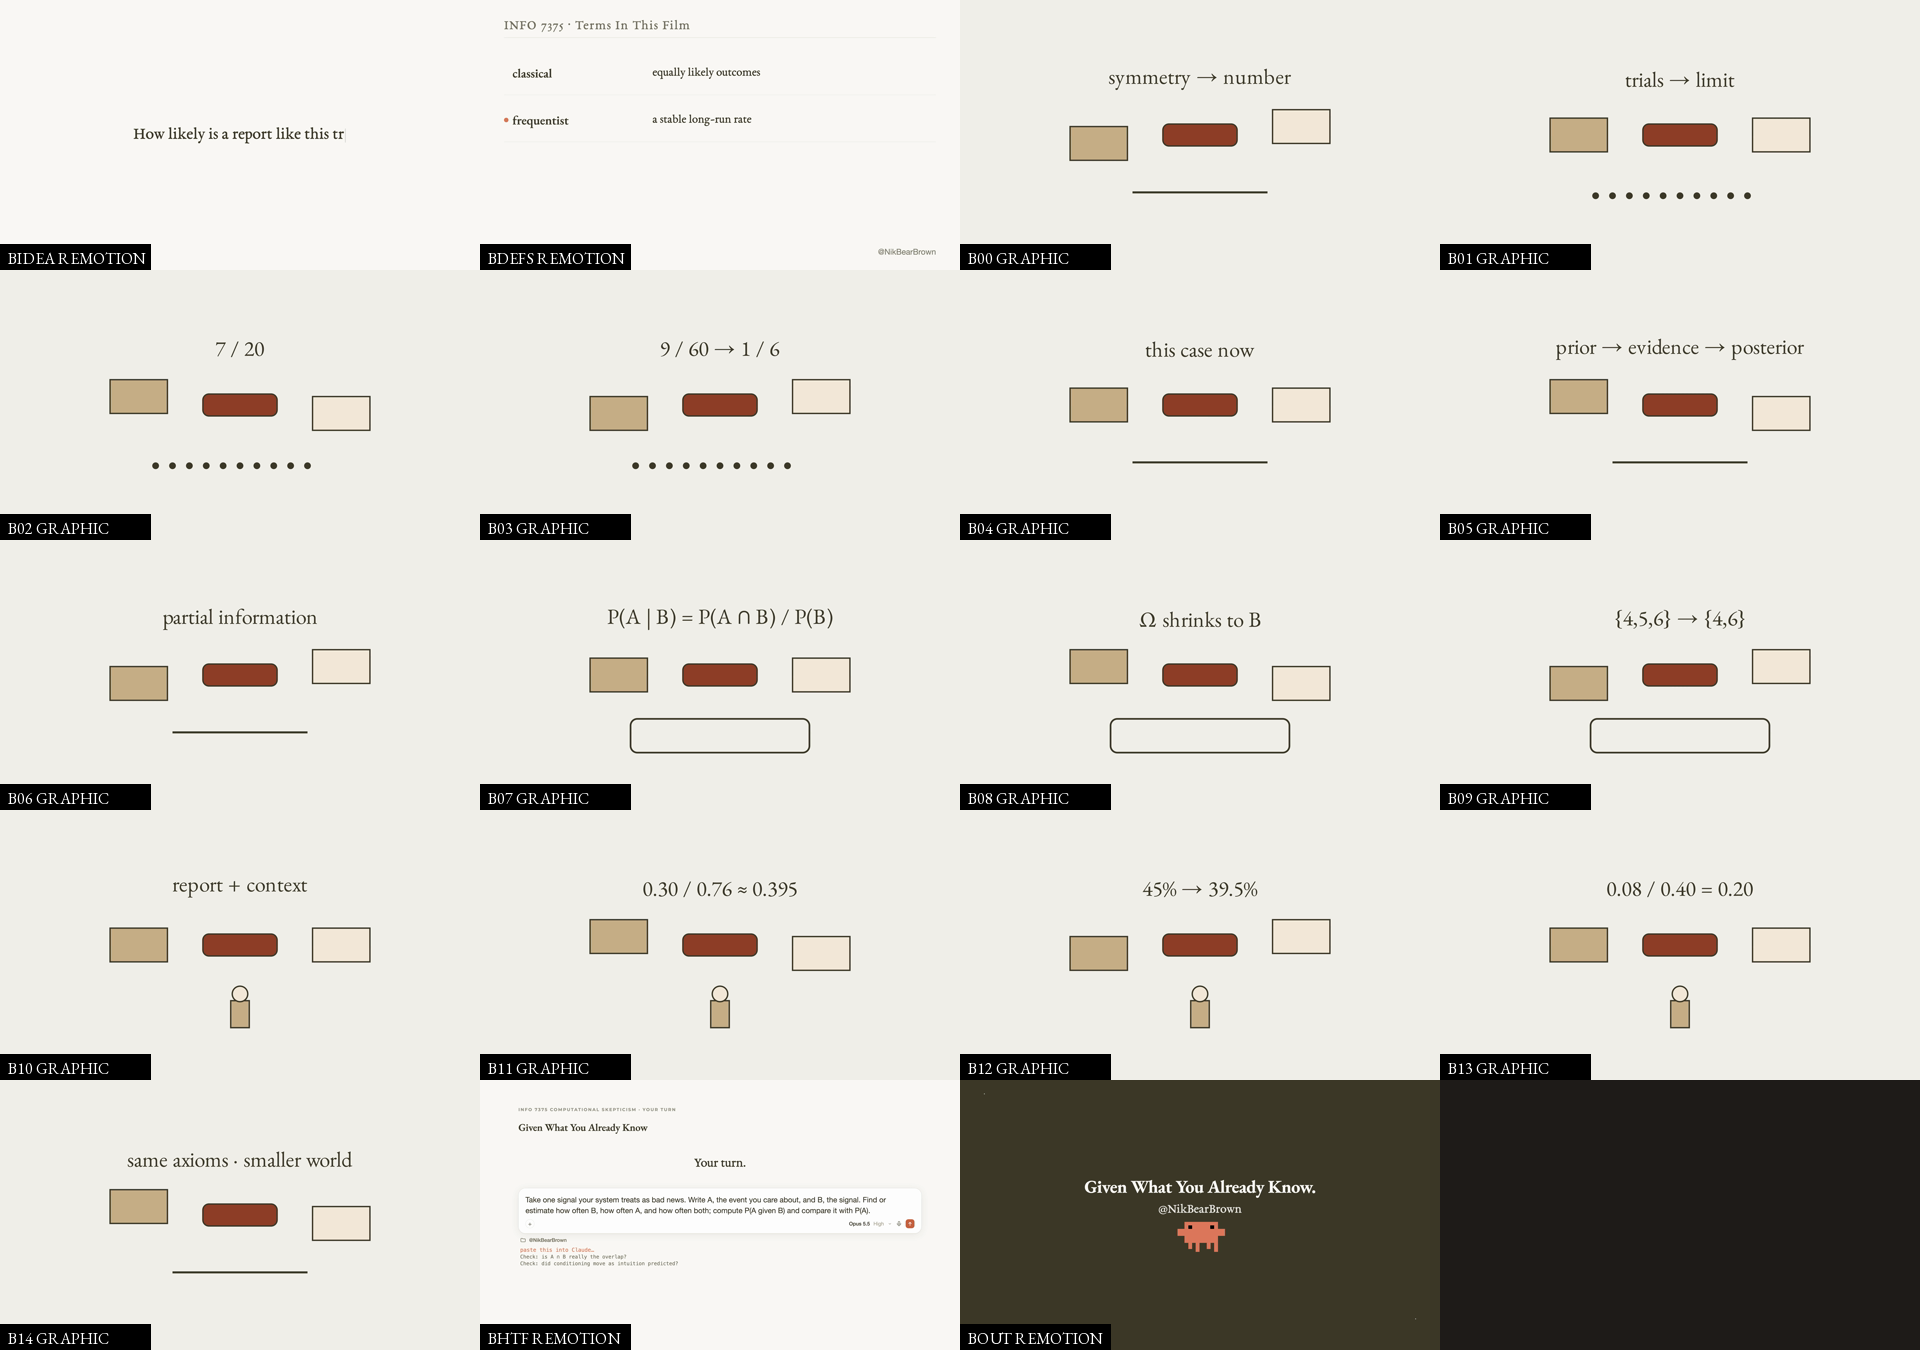 How likely is a report like this tr
BIDEA REMOTION
INFO 7375 · Terms In This Film
classical equally likely outcomes
frequentist a stable long-run rate
@NikBearBrown
BDEFS REMOTION
symmetry → number
B00 GRAPHIC
trials → limit
B01 GRAPHIC
7 / 20
B02 GRAPHIC
9 / 60 → 1 / 6
B03 GRAPHIC
this case now
B04 GRAPHIC
prior → evidence → posterior
B05 GRAPHIC
partial information
B06 GRAPHIC
P(A | B) = P(A ∩ B) / P(B)
B07 GRAPHIC
Ω shrinks to B
B08 GRAPHIC
{4,5,6} → {4,6}
B09 GRAPHIC
report + context
B10 GRAPHIC
0.30 / 0.76 ≈ 0.395
B11 GRAPHIC
45% → 39.5%
B12 GRAPHIC
0.08 / 0.40 = 0.20
B13 GRAPHIC
same axioms · smaller world
B14 GRAPHIC
INFO 7375 COMPUTATIONAL SKEPTICISM · YOUR TURN
Given What You Already Know
Your turn.
Take one signal your system treats as bad news. Write A, the event you care about, and B, the signal. Find or
estimate how often B, how often A, and how often both; compute P(A given B) and compare it with P(A).
+ Opus 5.5 High
@NikBearBrown
paste this into Claude…
Check: is A ∩ B really the overlap?
Check: did conditioning move as intuition predicted?
BHTF REMOTION
Given What You Already Know.
@NikBearBrown
BOUT REMOTION